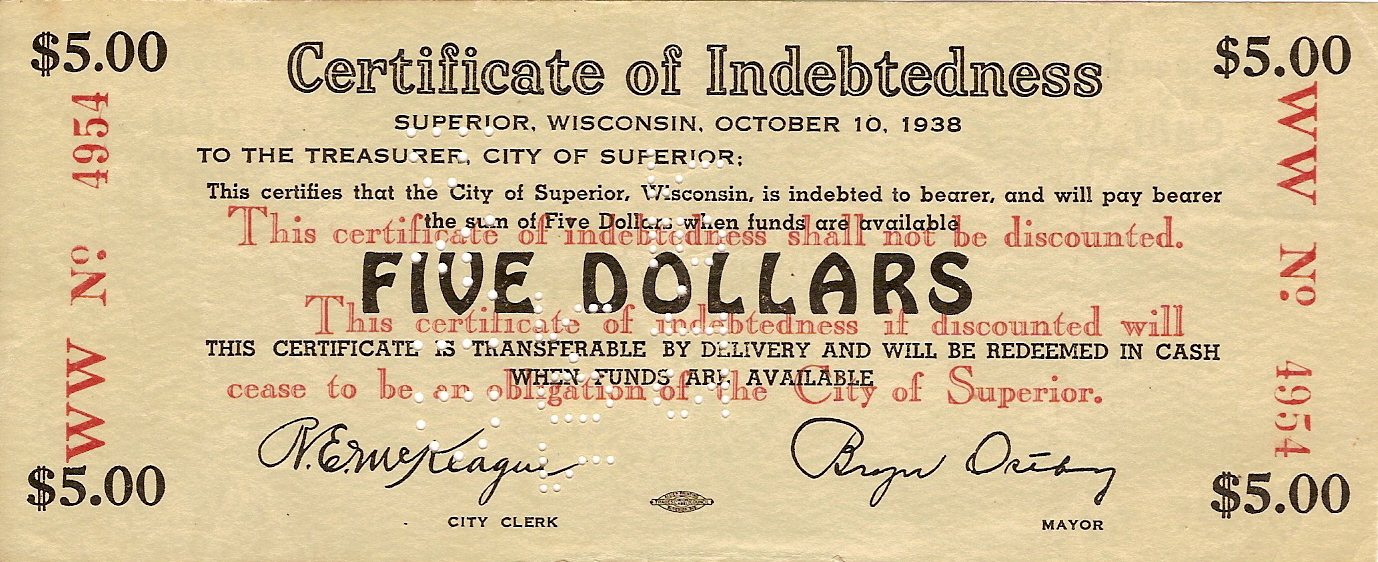 $5.00
$5.00
Certificate of Indebtedness
SUPERIOR, WISCONSIN, OCTOBER 10, 1938
TO THE TREASURER, CITY OF SUPERIOR:
This certifies that the City of Superior, Wisconsin, is indebted to bearer, and will pay bearer
the sum of Five Dollars when funds are available
This certificate of indebtedness shall not be discounted.
FIVE DOLLARS
This certificate of indebtedness if discounted will
THIS CERTIFICATE IS TRANSFERABLE BY DELIVERY AND WILL BE REDEEMED IN CASH
WHEN FUNDS ARE AVAILABLE
cease to be an obligation of the City of Superior.
WW No. 4954
WW No. 4954
R.E. McKeague
Bryn Ostby
CITY CLERK
MAYOR
$5.00
$5.00